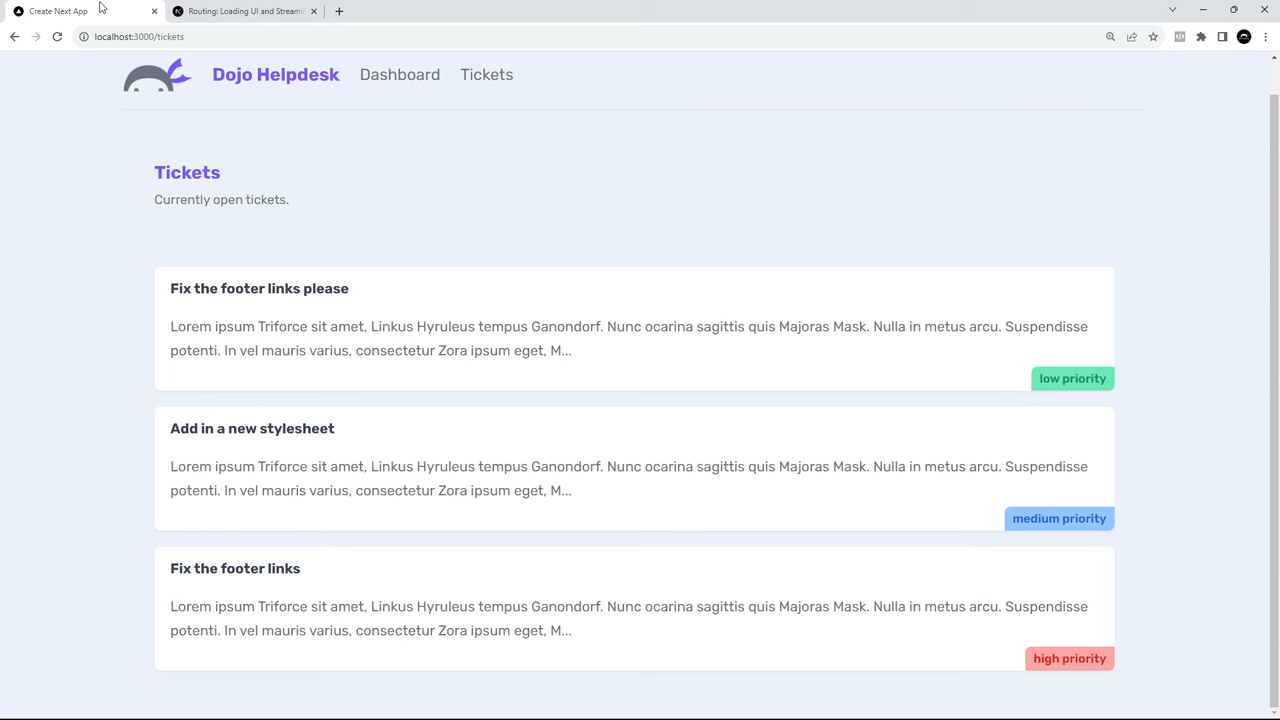 Create Next App
Routing: Loading UI and Streami
localhost:3000/tickets
Dojo Helpdesk
Dashboard
Tickets
Tickets
Currently open tickets.
Fix the footer links please
Lorem ipsum Triforce sit amet, Linkus Hyruleus tempus Ganondorf. Nunc ocarina sagittis quis Majoras Mask. Nulla in metus arcu. Suspendisse
potenti. In vel mauris varius, consectetur Zora ipsum eget, M...
low priority
Add in a new stylesheet
Lorem ipsum Triforce sit amet, Linkus Hyruleus tempus Ganondorf. Nunc ocarina sagittis quis Majoras Mask. Nulla in metus arcu. Suspendisse
potenti. In vel mauris varius, consectetur Zora ipsum eget, M...
medium priority
Fix the footer links
Lorem ipsum Triforce sit amet, Linkus Hyruleus tempus Ganondorf. Nunc ocarina sagittis quis Majoras Mask. Nulla in metus arcu. Suspendisse
potenti. In vel mauris varius, consectetur Zora ipsum eget, M...
high priority